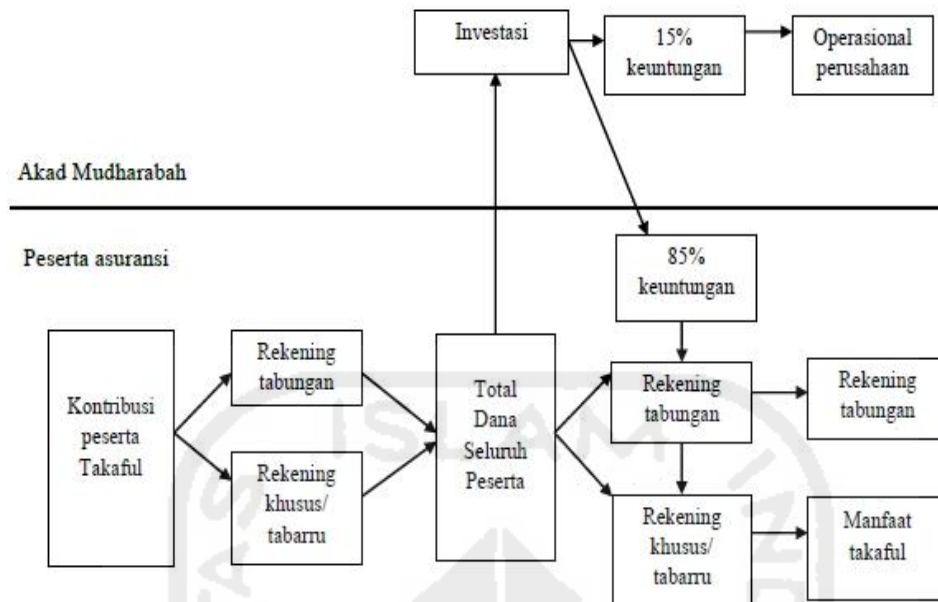 Investasi
15%
keuntungan
Operasional
perusahaan
Akad Mudharabah
Peserta asuransi
85%
keuntungan
Kontribusi
peserta
Takaful
Rekening
tabungan
Rekening
khusus/
tabarru
Total
Dana
Seluruh
Peserta
Rekening
tabungan
Rekening
tabungan
Rekening
khusus/
tabarru
Manfaat
takaful
ISLAM